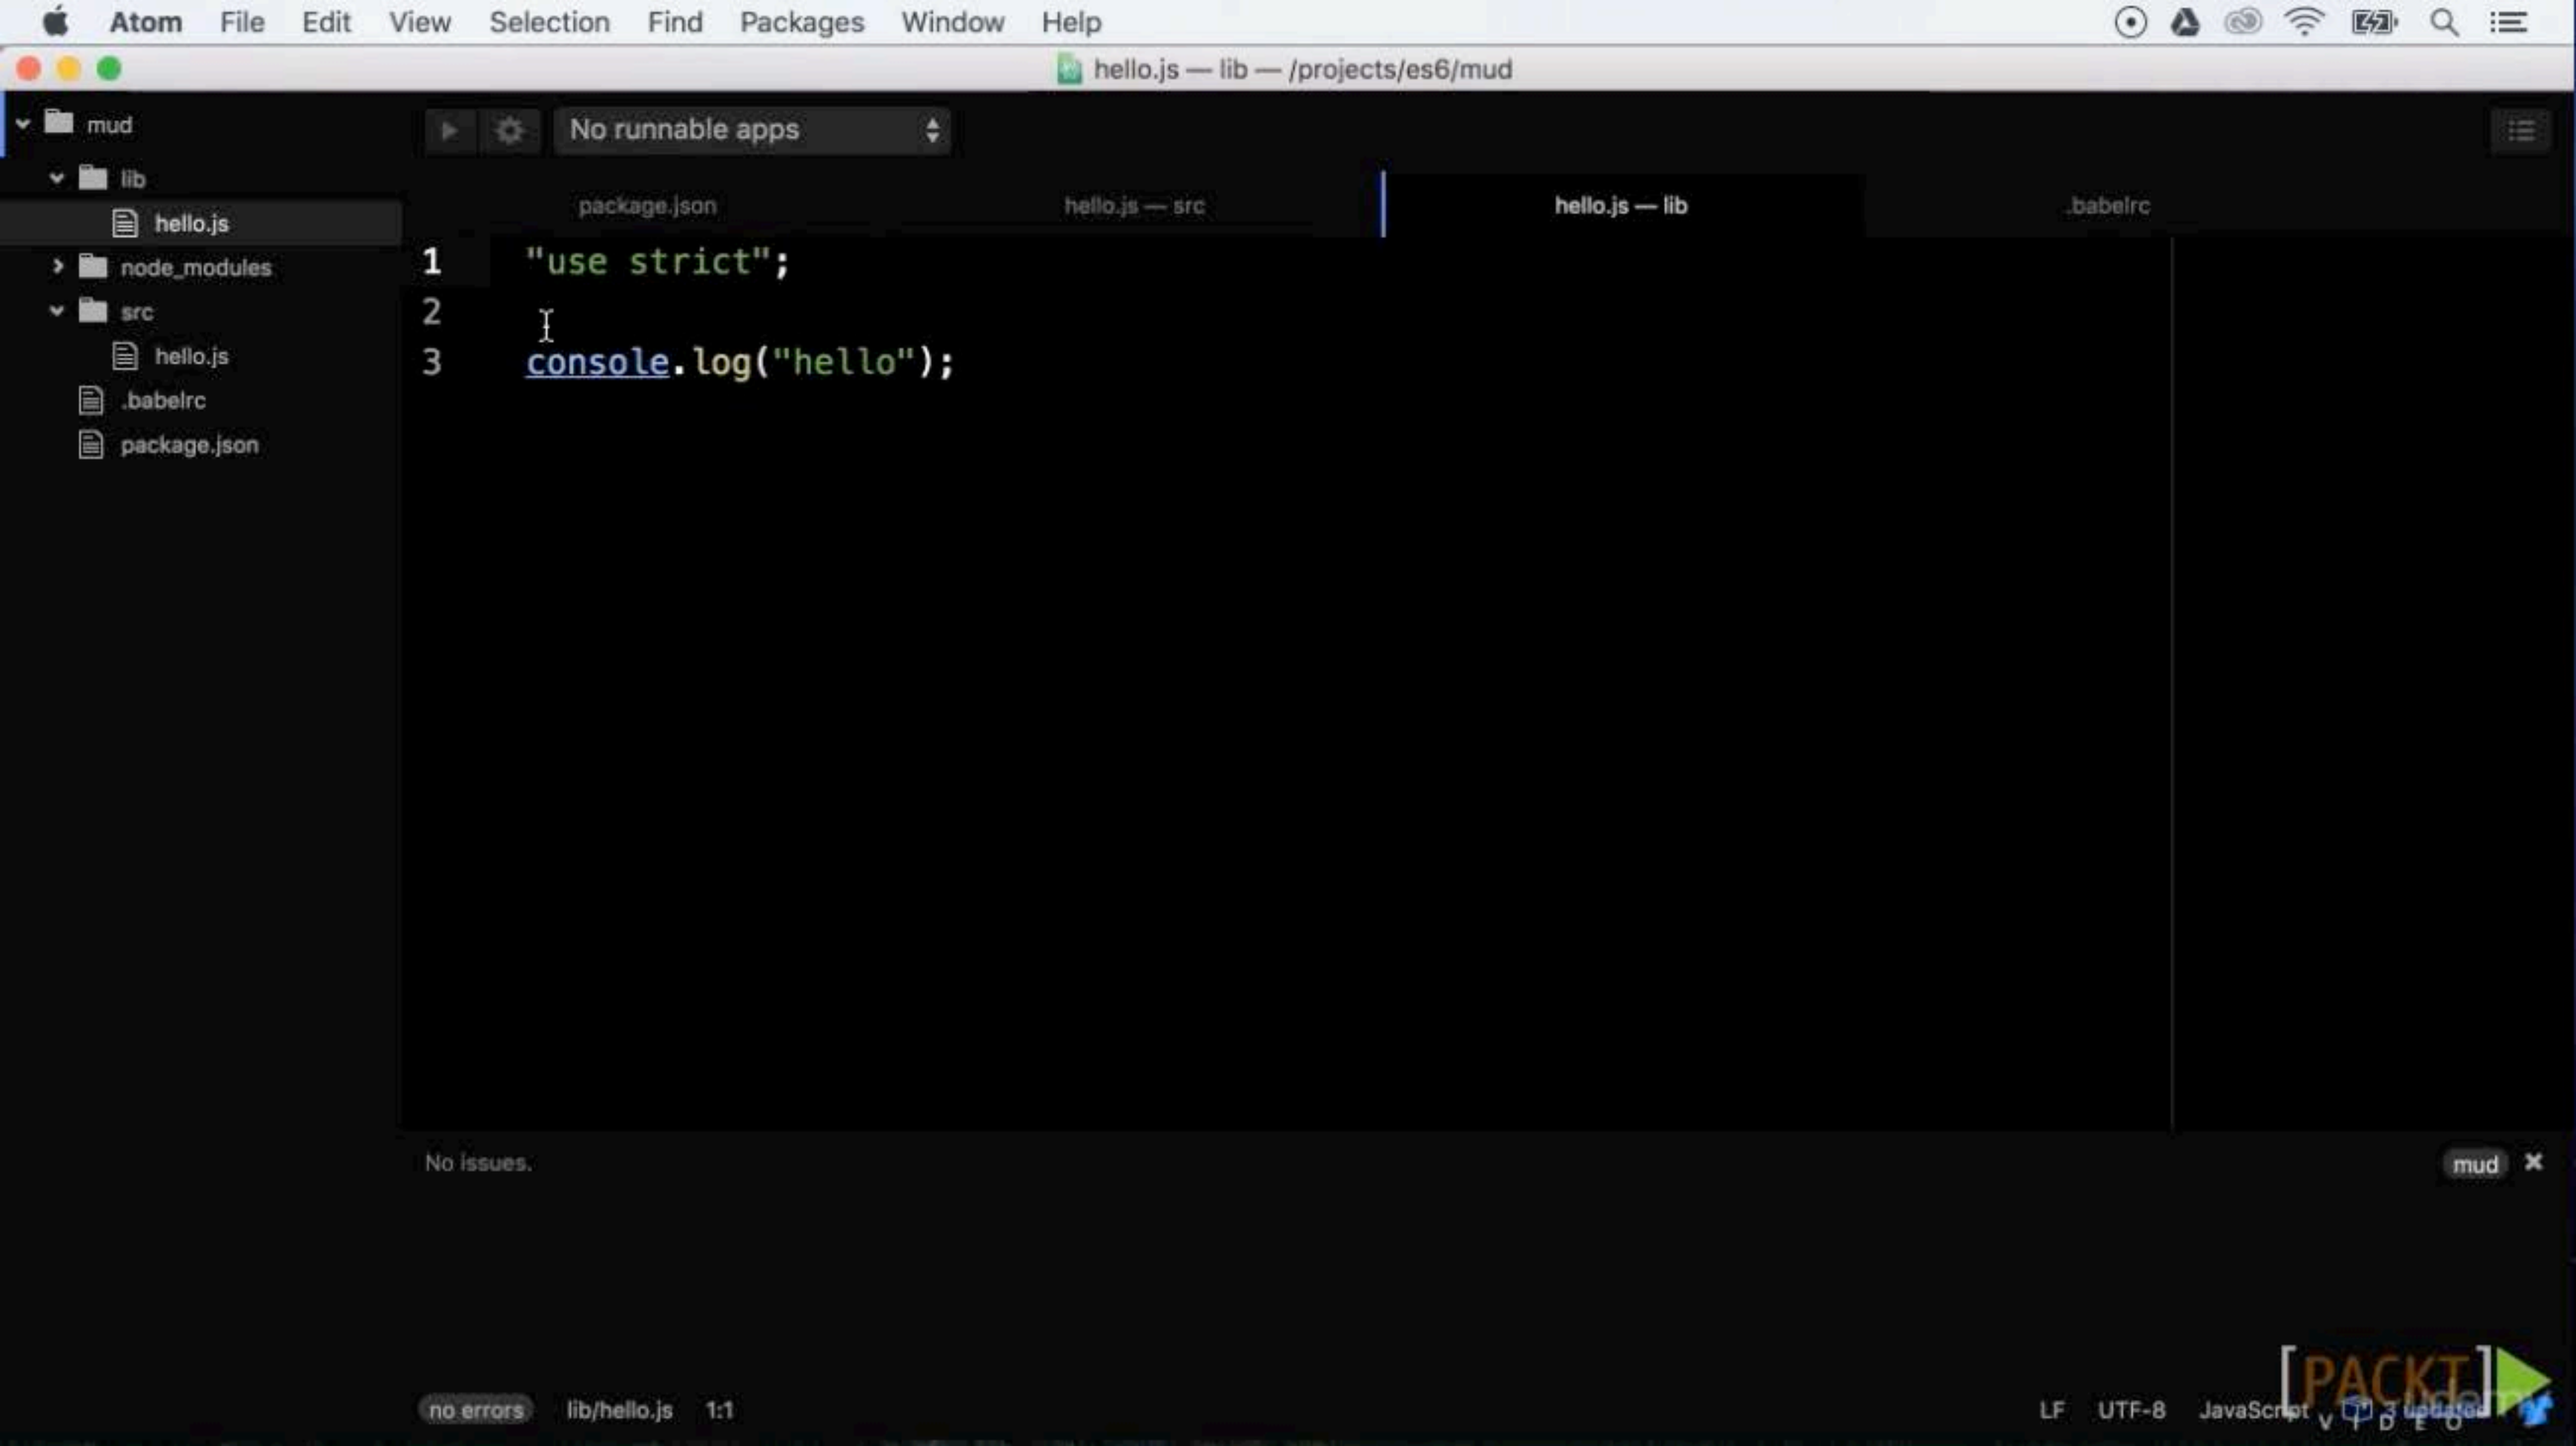 Atom File Edit View Selection Find Packages Window Help
hello.js — lib — /projects/es6/mud
mud
lib
hello.js
node_modules
src
hello.js
.babelrc
package.json
No runnable apps
package.json hello.js — src hello.js — lib .babelrc
1 "use strict";
2
3 console.log("hello");
No issues. mud
no errors lib/hello.js 1:1 LF UTF-8 JavaScript 3 updates
[PACKT]
VIDEO